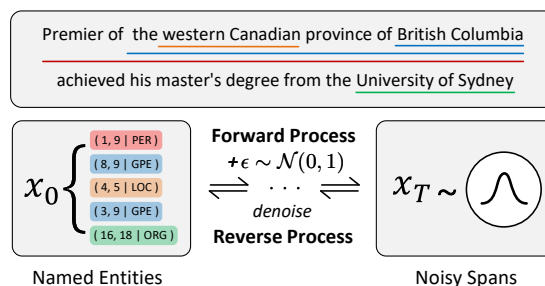 Premier of the western Canadian province of British Columbia
achieved his master's degree from the University of Sydney
x₀
( 1, 9 | PER )
( 8, 9 | GPE )
( 4, 5 | LOC )
( 3, 9 | GPE )
( 16, 18 | ORG )
Forward Process
+ϵ ∼ 𝒩(0, 1)
⇌ · · · ⇌
denoise
Reverse Process
x_T ~
Named Entities
Noisy Spans